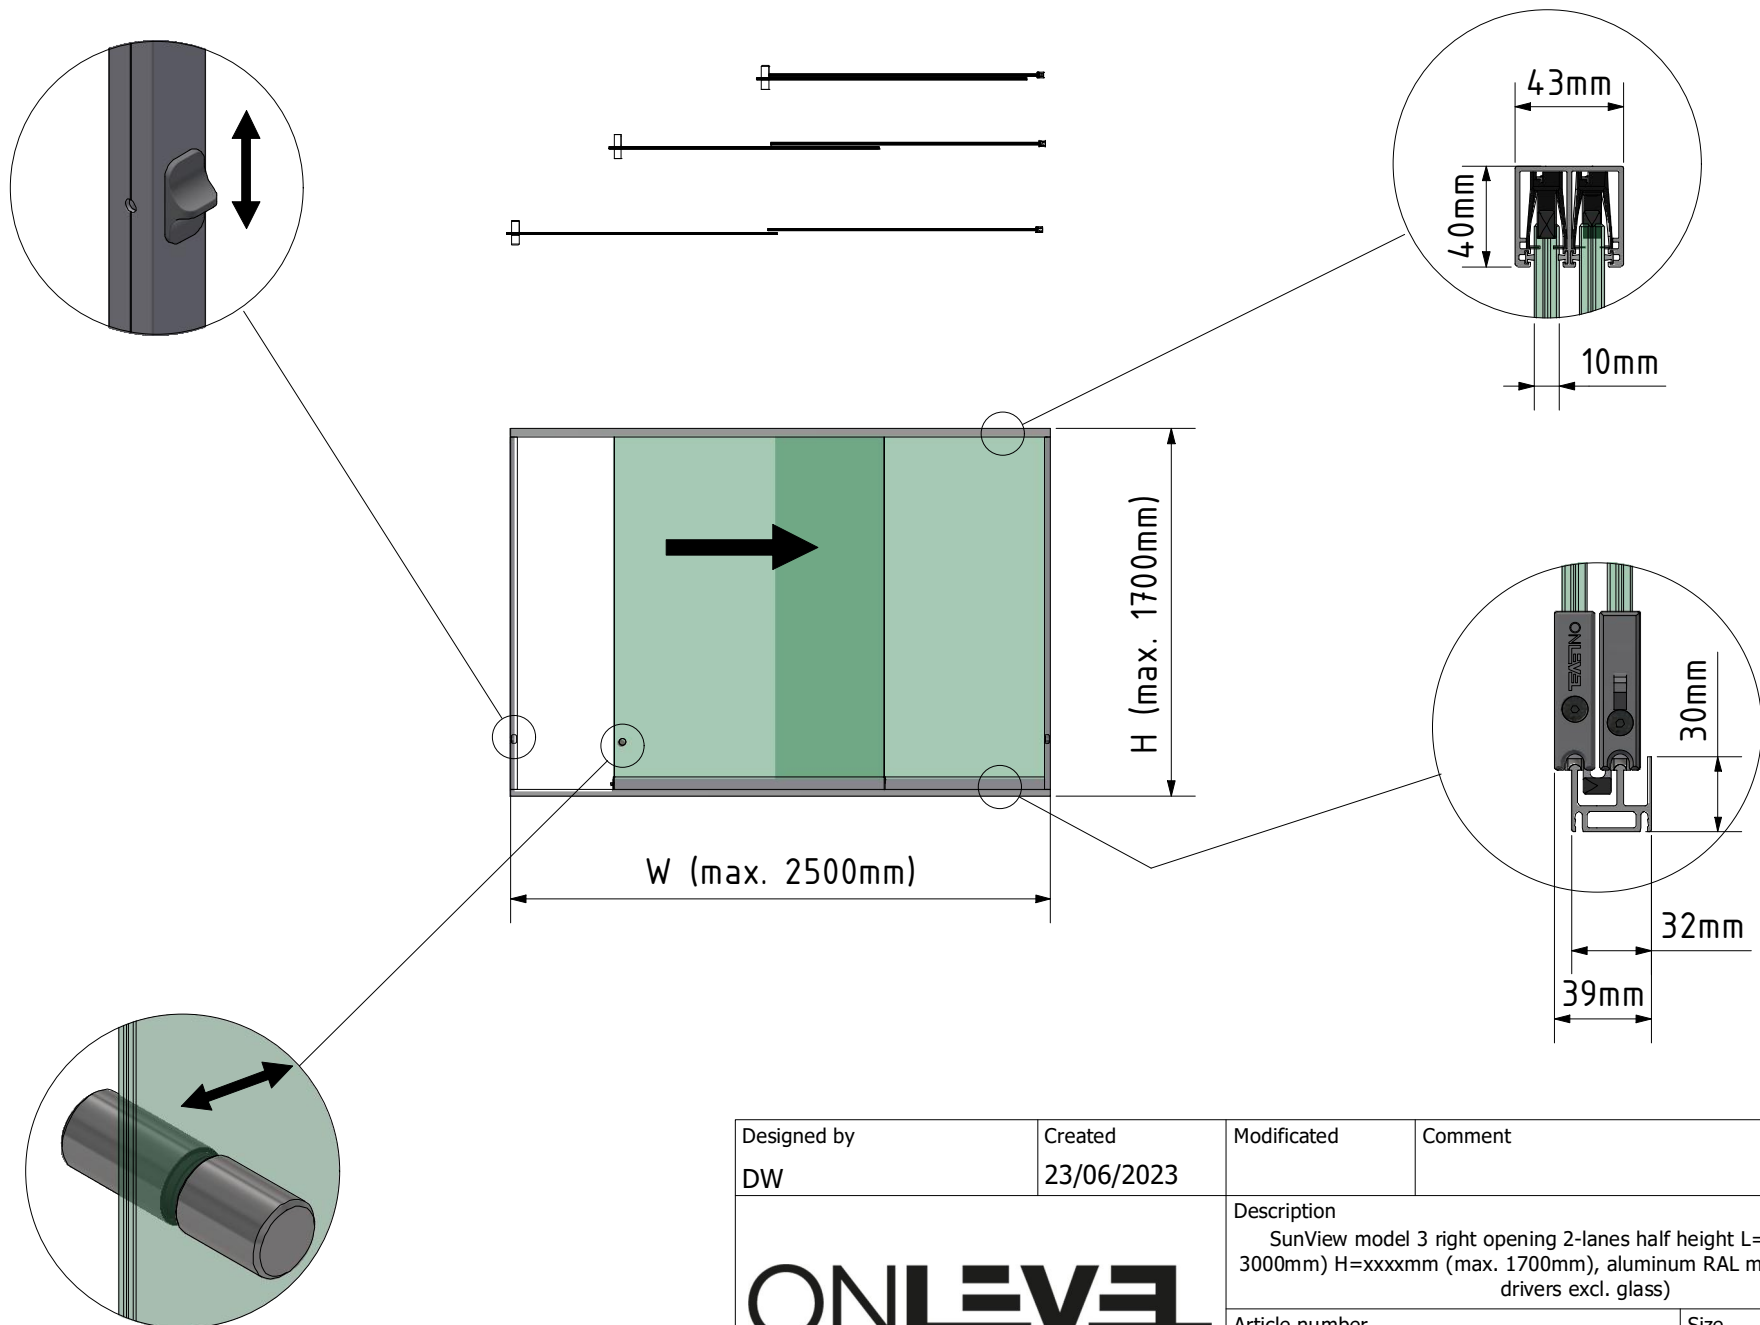 43mm
40mm
10mm
H (max. 1700mm)
W (max. 2500mm)
ONLEVEL
30mm
32mm
39mm
Designed by
DW
Created
23/06/2023
Modificated
Comment
Description
SunView model 3 right opening 2-lanes half height L=
3000mm) H=xxxxmm (max. 1700mm), aluminum RAL m
drivers excl. glass)
ONLEVEL
Article number
Size